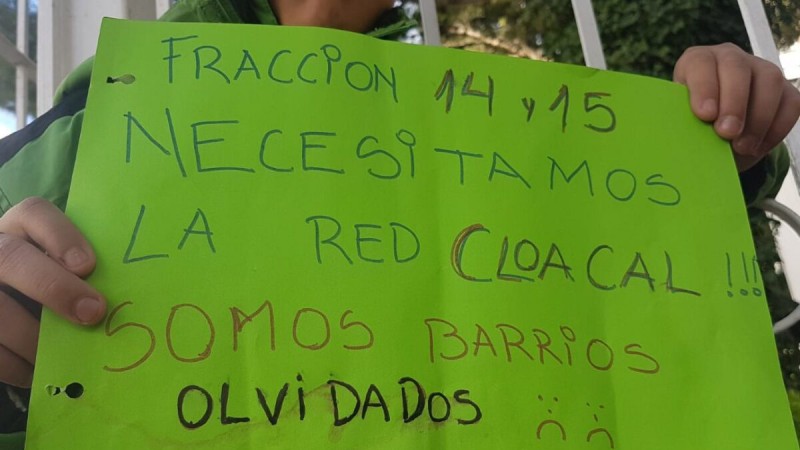 FRACCiON 14 y 15
NECESiTAMOS
LA RED CLOACAL !!!
SOMOS BARRiOS
OLViDADOS :( :(